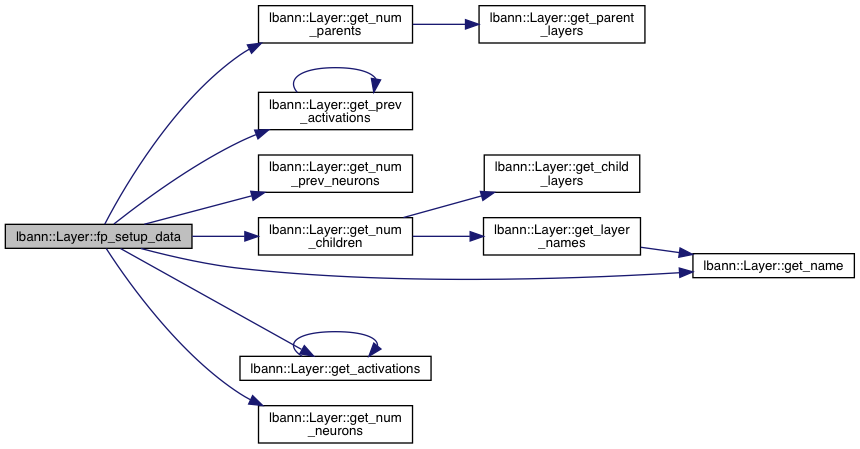 lbann::Layer::get_num
_parents
lbann::Layer::get_parent
_layers
lbann::Layer::get_prev
_activations
lbann::Layer::get_num
_prev_neurons
lbann::Layer::get_child
_layers
lbann::Layer::fp_setup_data
lbann::Layer::get_num
_children
lbann::Layer::get_layer
_names
lbann::Layer::get_name
lbann::Layer::get_activations
lbann::Layer::get_num
_neurons